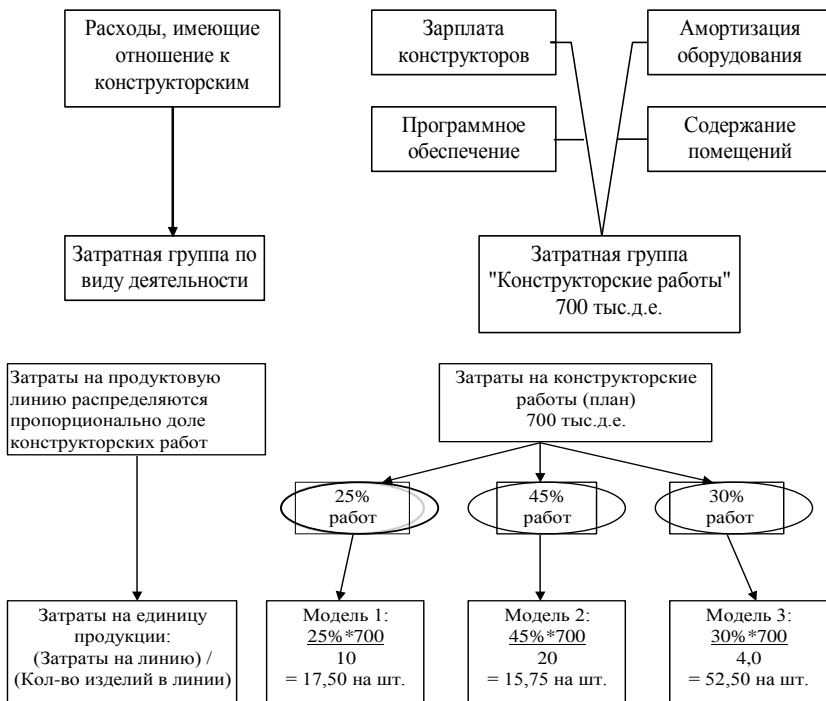 Расходы, имеющие
отношение к
конструкторским
Зарплата
конструкторов
Амортизация
оборудования
Программное
обеспечение
Содержание
помещений
Затратная группа по
виду деятельности
Затратная группа
"Конструкторские работы"
700 тыс.д.е.
Затраты на продуктовую
линию распределяются
пропорционально доле
конструкторских работ
Затраты на конструкторские
работы (план)
700 тыс.д.е.
25%
работ
45%
работ
30%
работ
Затраты на единицу
продукции:
(Затраты на линию) /
(Кол-во изделий в линии)
Модель 1:
25%*700
10
= 17,50 на шт.
Модель 2:
45%*700
20
= 15,75 на шт.
Модель 3:
30%*700
4,0
= 52,50 на шт.